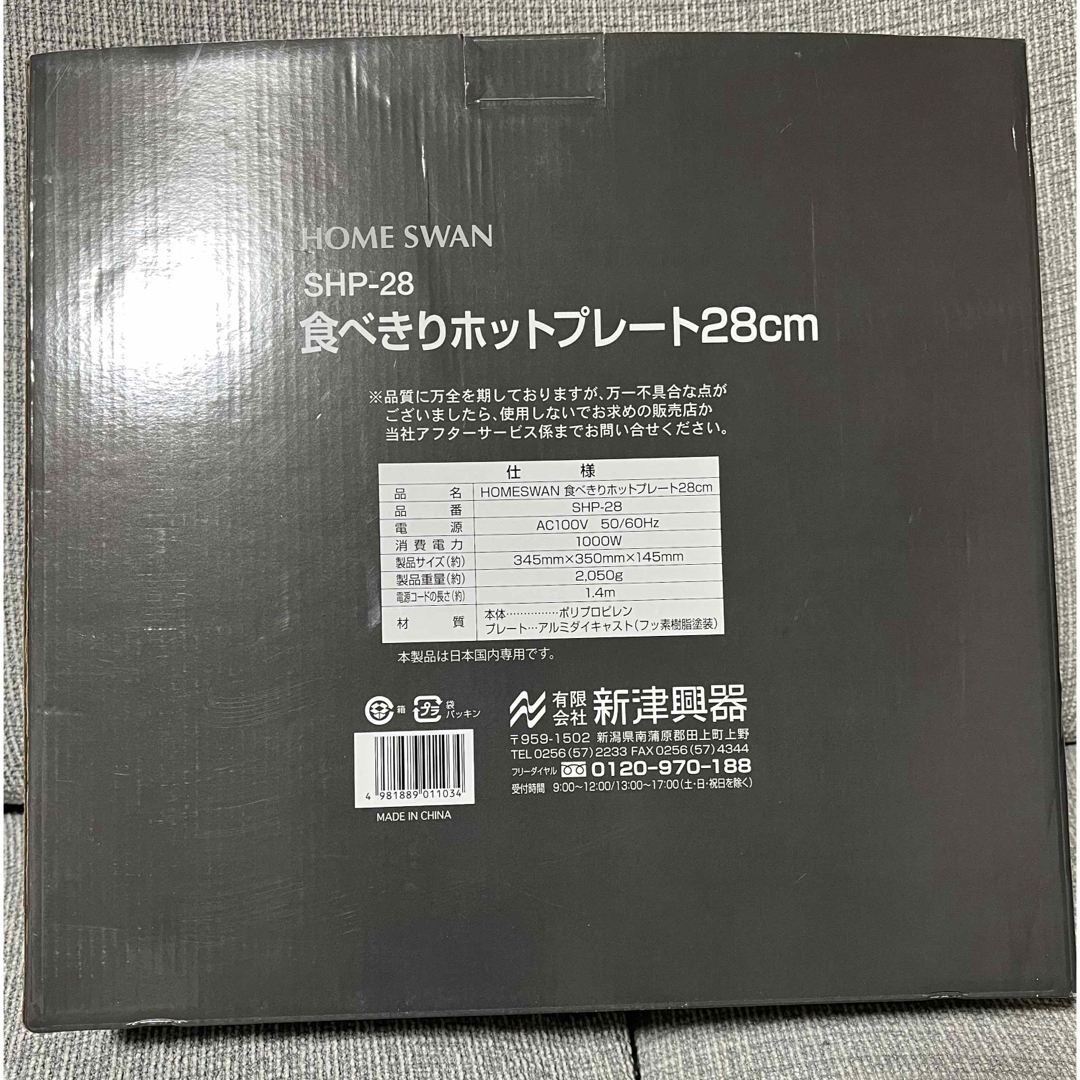 HOME SWAN
SHP-28
食べきりホットプレート28cm
※品質に万全を期しておりますが、万一不具合な点が
ございましたら、使用しないでお求めの販売店か
当社アフターサービス係までお問い合せください。
仕 様
品 名 HOMESWAN 食べきりホットプレート28cm
品 番 SHP-28
電 源 AC100V 50/60Hz
消費電力 1000W
製品サイズ(約) 345mm×350mm×145mm
製品重量(約) 2,050g
電源コードの長さ(約) 1.4m
材 質 本体……………ポリプロピレン
プレート…アルミダイキャスト(フッ素樹脂塗装)
本製品は日本国内専用です。
箱 プラ 袋 パッキン
有限会社 新津興器
〒959-1502 新潟県南蒲原郡田上町上野
TEL 0256(57)2233 FAX 0256(57)4344
フリーダイヤル 0120-970-188
受付時間 9:00~12:00/13:00~17:00(土・日・祝日を除く)
4 981889 011034
MADE IN CHINA